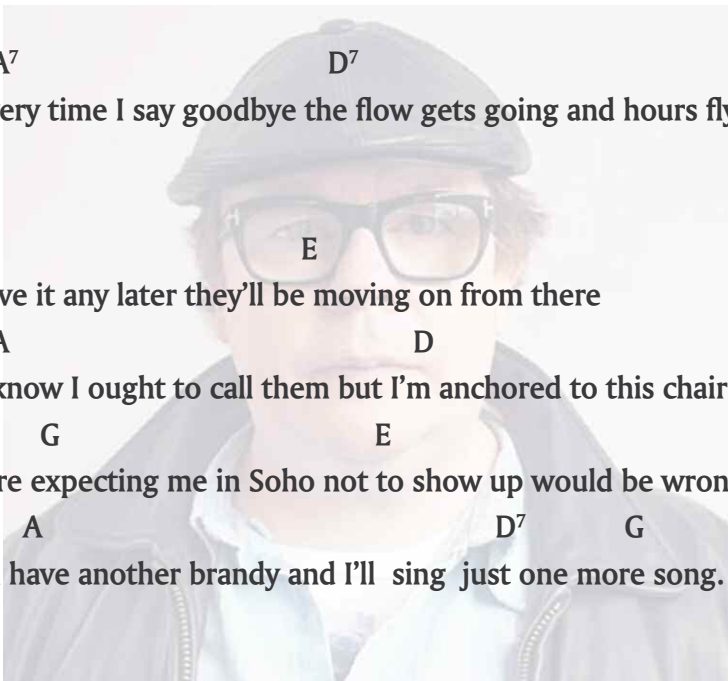 A⁷ D⁷
ery time I say goodbye the flow gets going and hours fly
E
ve it any later they’ll be moving on from there
A D
know I ought to call them but I’m anchored to this chair
G E
re expecting me in Soho not to show up would be wron
A D⁷ G
have another brandy and I’ll sing just one more song.